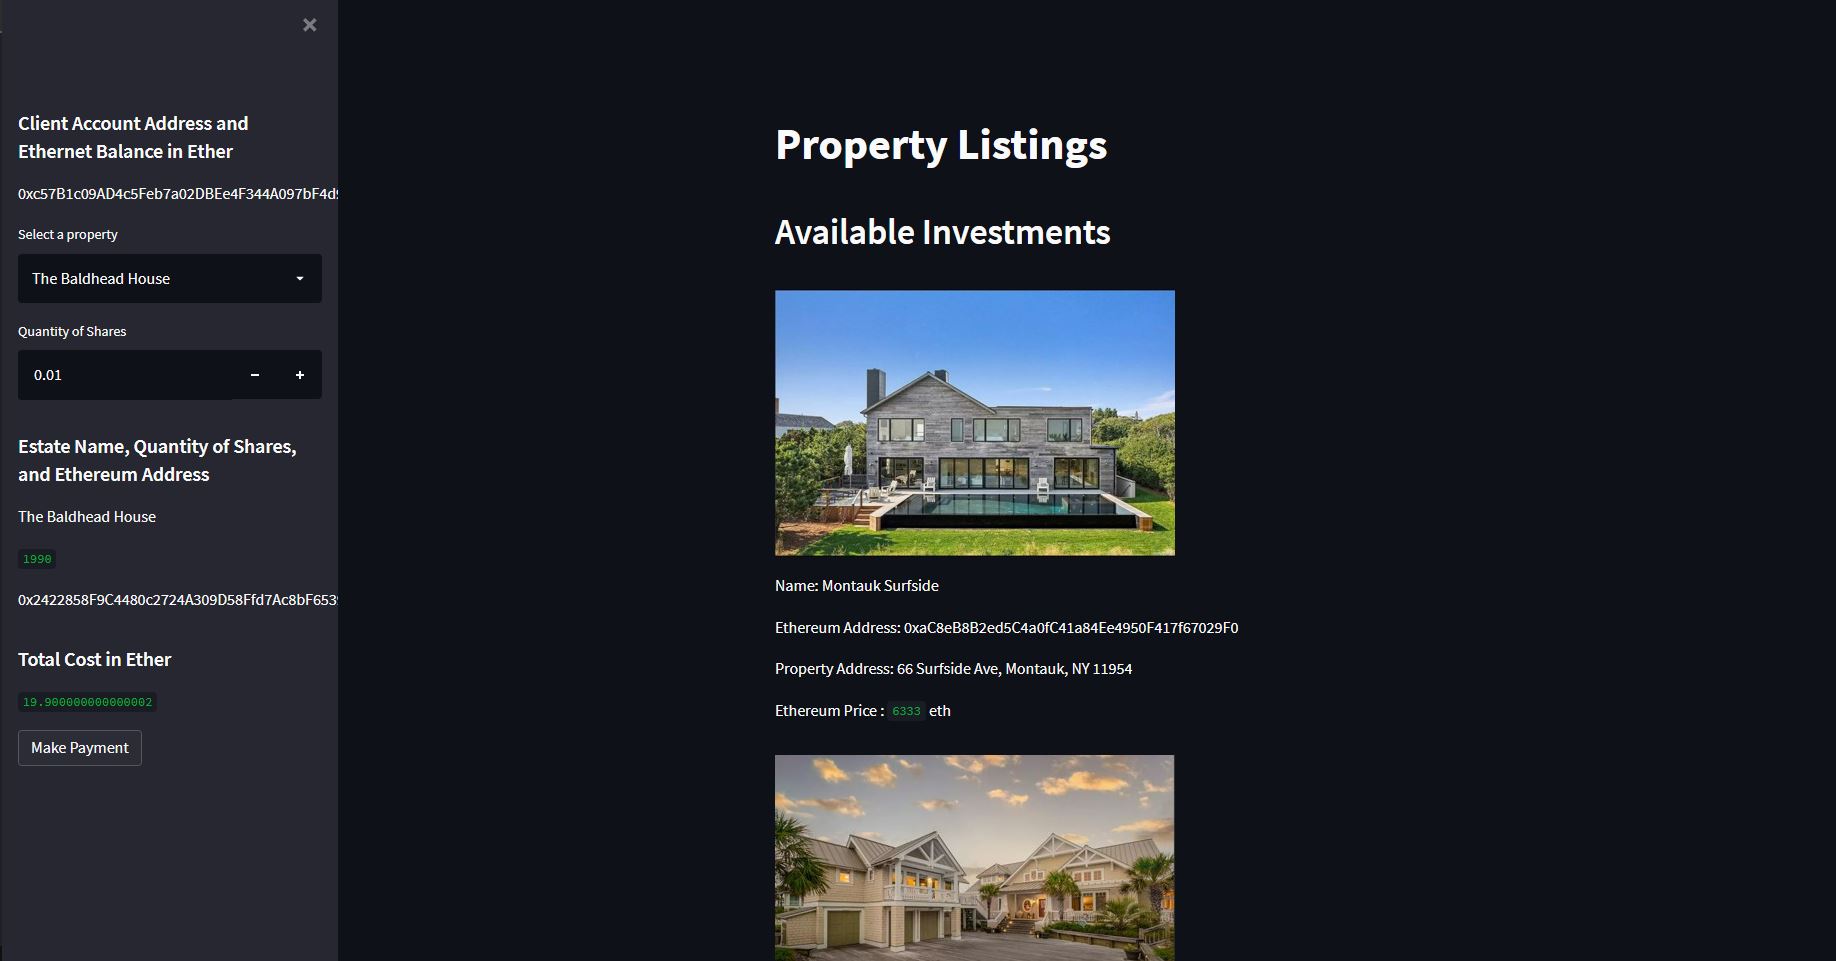 Client Account Address and
Ethernet Balance in Ether
0xc57B1c09AD4c5Feb7a02DBEe4F344A097bF4d
Select a property
The Baldhead House
Quantity of Shares
0.01
Estate Name, Quantity of Shares,
and Ethereum Address
The Baldhead House
1990
0x2422858F9C4480c2724A309D58Ffd7Ac8bF653
Total Cost in Ether
19.900000000000002
Make Payment
Property Listings
Available Investments
Name: Montauk Surfside
Ethereum Address: 0xaC8eB8B2ed5C4a0fC41a84Ee4950F417f67029F0
Property Address: 66 Surfside Ave, Montauk, NY 11954
Ethereum Price : 6333 eth